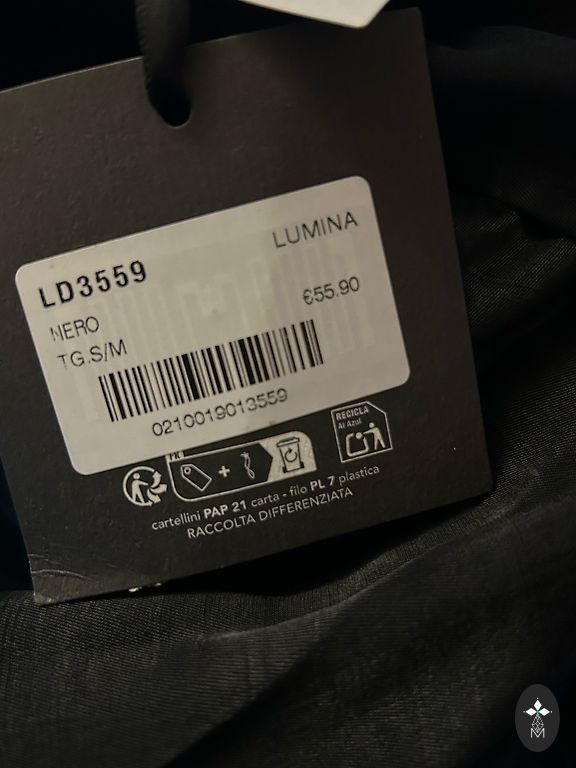 LUMINA
LD3559
€55.90
NERO
TG.S/M
0210019013559
FR
+
RECICLA
Al Azul
cartellini PAP 21 carta - filo PL 7 plastica
RACCOLTA DIFFERENZIATA
M